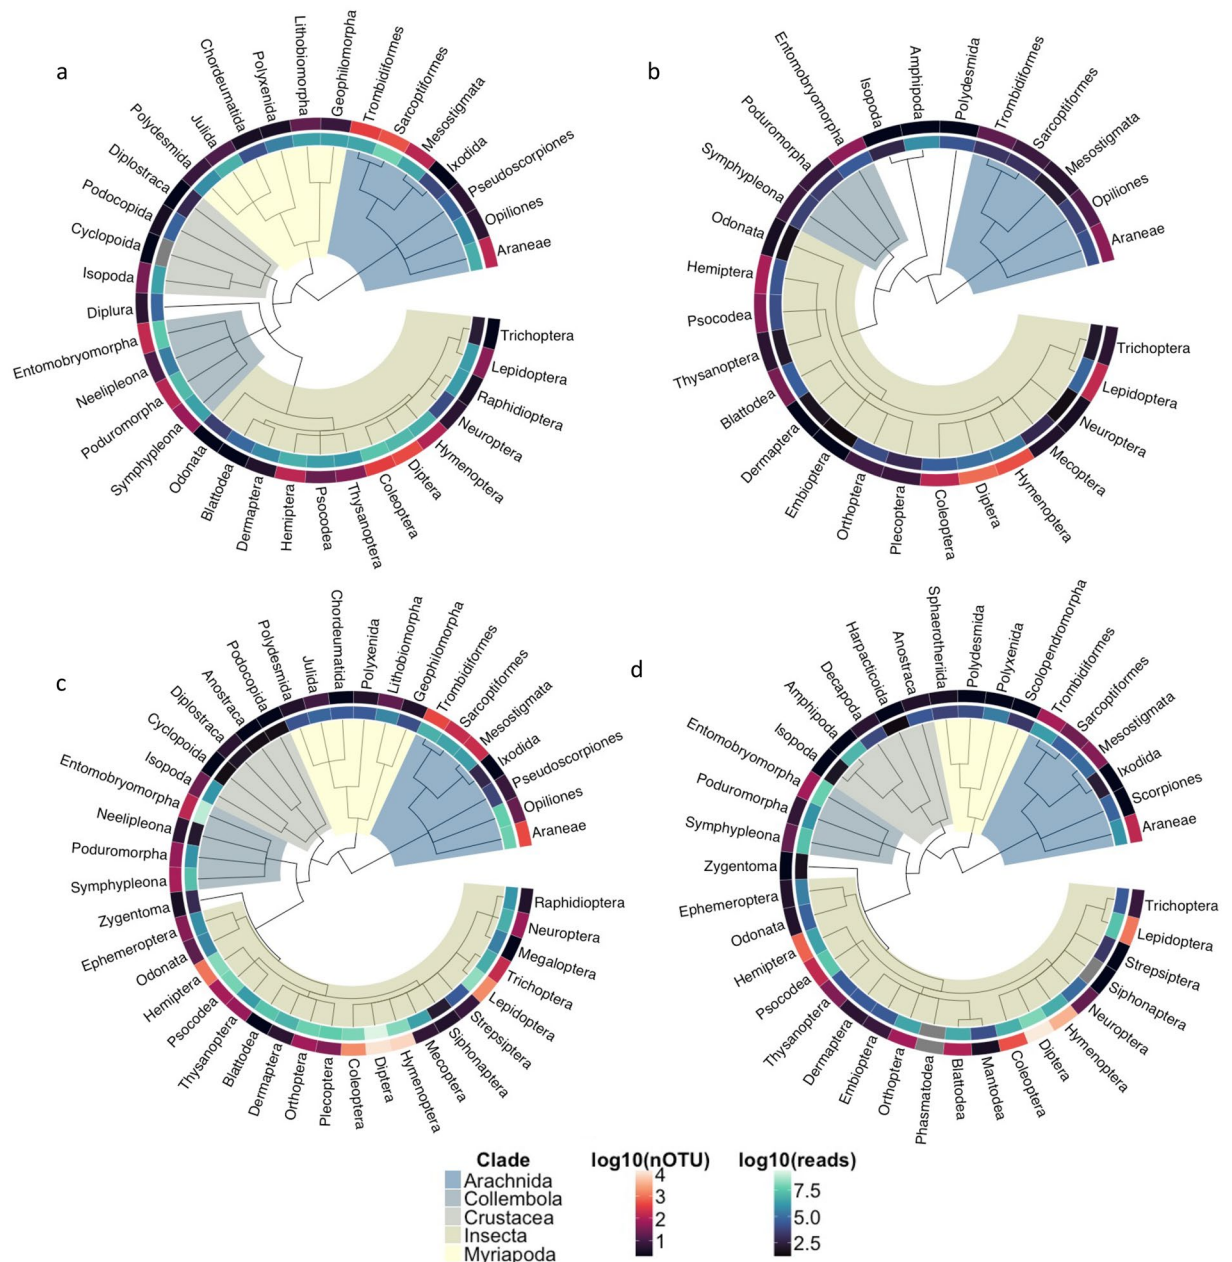 a
Polydesmida
Julida
Chordeumatida
Polyxenida
Lithobiomorpha
Geophilomorpha
Trombidiformes
Sarcoptiformes
Mesostigmata
Ixodida
Pseudoscorpiones
Opiliones
Araneae
Diplostraca
Podocopida
Cyclopoida
Isopoda
Diplura
Entomobryomorpha
Neelipleona
Poduromorpha
Symphypleona
Odonata
Blattodea
Dermaptera
Hemiptera
Psocodea
Thysanoptera
Coleoptera
Diptera
Hymenoptera
Neuroptera
Raphidioptera
Lepidoptera
Trichoptera
b
Symphypleona
Poduromorpha
Entomobryomorpha
Isopoda
Amphipoda
Polydesmida
Trombidiformes
Sarcoptiformes
Mesostigmata
Opiliones
Araneae
Odonata
Hemiptera
Psocodea
Thysanoptera
Blattodea
Dermaptera
Embioptera
Orthoptera
Plecoptera
Coleoptera
Diptera
Hymenoptera
Mecoptera
Neuroptera
Lepidoptera
Trichoptera
c
Entomobryomorpha
Isopoda
Cyclopoida
Diplostraca
Anostraca
Podocopida
Polydesmida
Julida
Chordeumatida
Polyxenida
Lithobiomorpha
Geophilomorpha
Trombidiformes
Sarcoptiformes
Mesostigmata
Ixodida
Pseudoscorpiones
Opiliones
Araneae
Neelipleona
Poduromorpha
Symphypleona
Zygentoma
Ephemeroptera
Odonata
Hemiptera
Psocodea
Thysanoptera
Blattodea
Dermaptera
Orthoptera
Plecoptera
Coleoptera
Diptera
Hymenoptera
Mecoptera
Siphonaptera
Strepsiptera
Lepidoptera
Trichoptera
Megaloptera
Neuroptera
Raphidioptera
d
Entomobryomorpha
Isopoda
Amphipoda
Decapoda
Harpacticoida
Anostraca
Sphaerotheriida
Polydesmida
Polyxenida
Scolopendromorpha
Trombidiformes
Sarcoptiformes
Mesostigmata
Ixodida
Scorpiones
Araneae
Poduromorpha
Symphypleona
Zygentoma
Ephemeroptera
Odonata
Hemiptera
Psocodea
Thysanoptera
Dermaptera
Embioptera
Orthoptera
Phasmatodea
Blattodea
Mantodea
Coleoptera
Diptera
Hymenoptera
Neuroptera
Siphonaptera
Strepsiptera
Lepidoptera
Trichoptera
Clade
Arachnida
Collembola
Crustacea
Insecta
Myriapoda
log10(nOTU)
4
3
2
1
log10(reads)
7.5
5.0
2.5